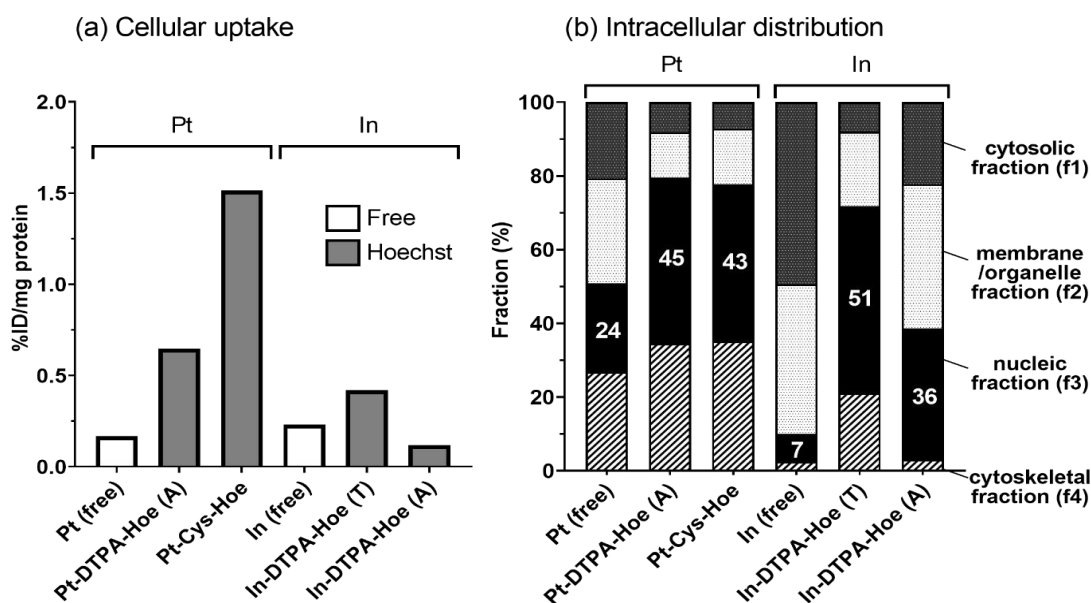 (a) Cellular uptake
%ID/mg protein
2.0
1.5
1.0
0.5
0.0
Pt
In
Free
Hoechst
Pt (free)
Pt-DTPA-Hoe (A)
Pt-Cys-Hoe
In (free)
In-DTPA-Hoe (T)
In-DTPA-Hoe (A)
(b) Intracellular distribution
Pt
In
Fraction (%)
100
80
60
40
20
0
24
45
43
7
51
36
Pt (free)
Pt-DTPA-Hoe (A)
Pt-Cys-Hoe
In (free)
In-DTPA-Hoe (T)
In-DTPA-Hoe (A)
cytosolic
fraction (f1)
membrane
/organelle
fraction (f2)
nucleic
fraction (f3)
cytoskeletal
fraction (f4)